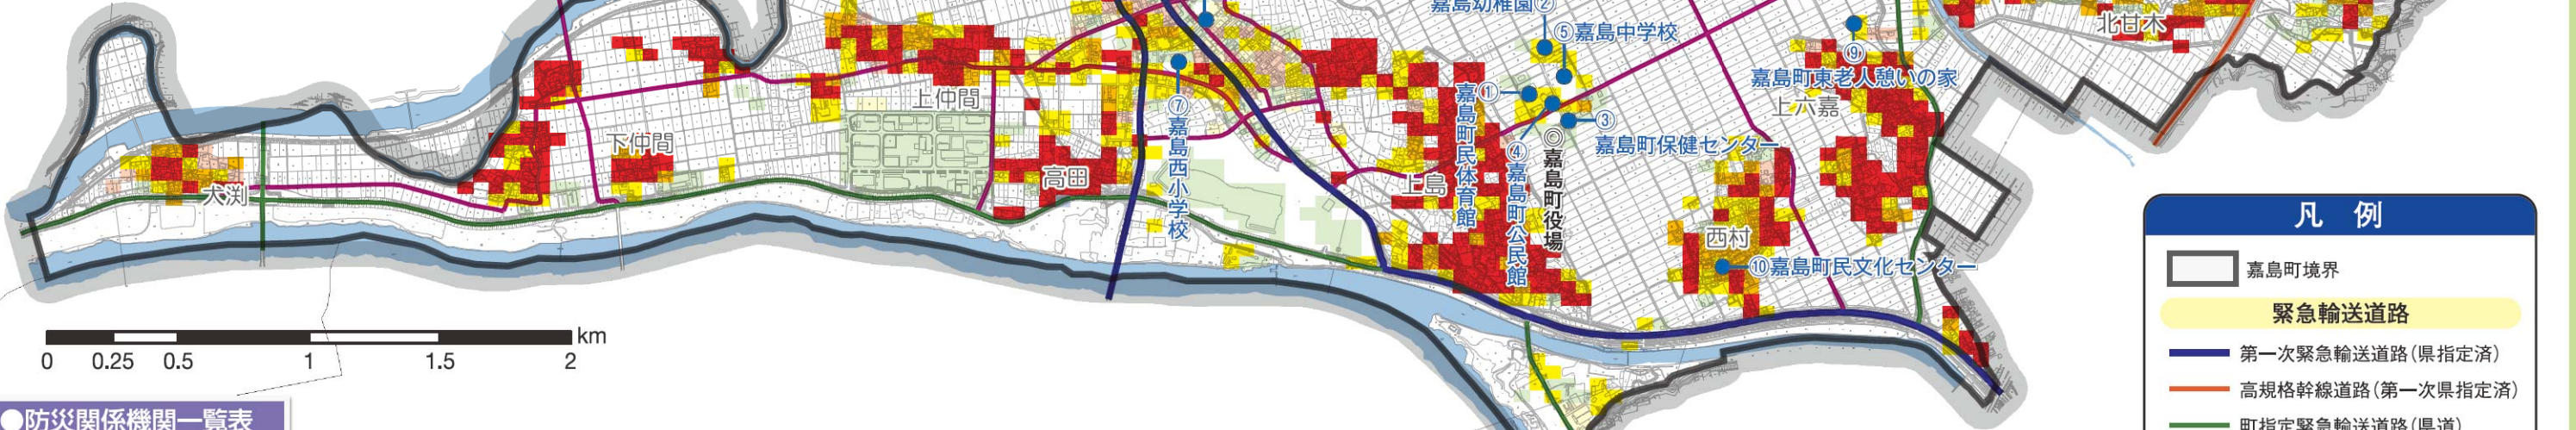 嘉島幼稚園②
⑤嘉島中学校
北甘木
⑨
嘉島町東老人憩いの家
上六嘉
上仲間
①
嘉島町民体育館
③
嘉島町保健センター
⑦嘉島西小学校
④嘉島町公民館
◎嘉島町役場
下仲間
高田
上島
犬渕
西村
⑩嘉島町民文化センター
km
0 0.25 0.5 1 1.5 2
●防災関係機関一覧表
凡 例
嘉島町境界
緊急輸送道路
第一次緊急輸送道路(県指定済)
高規格幹線道路(第一次県指定済)
町指定緊急輸送道路(県道)